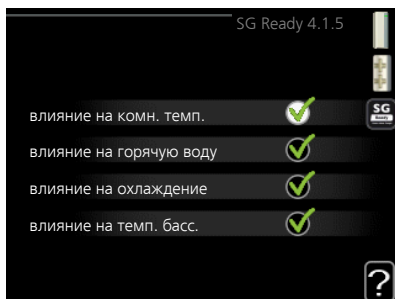 SG Ready 4.1.5
влияние на комн. темп.
SG
Ready
влияние на горячую воду
влияние на охлаждение
влияние на темп. басс.
?